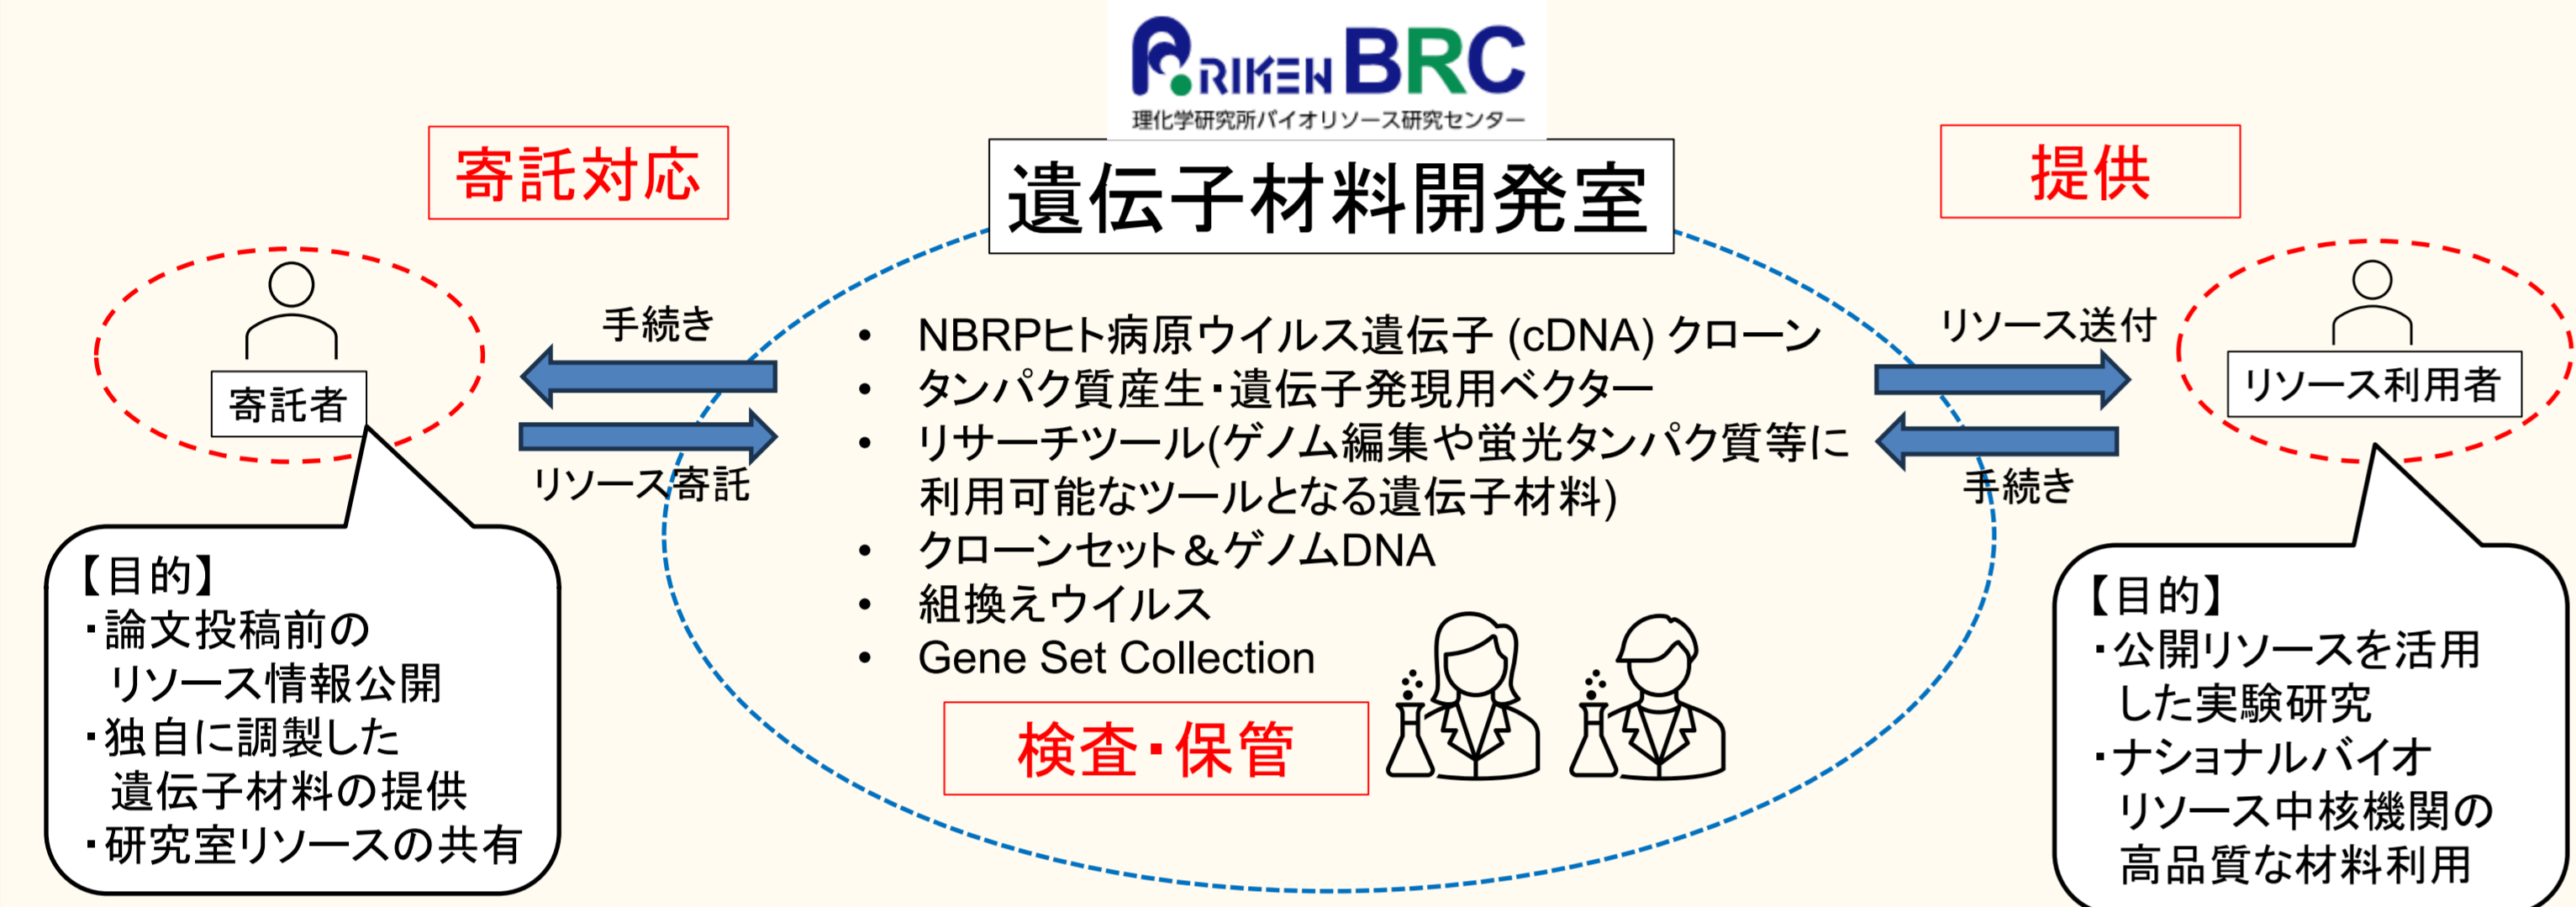 RIKEN BRC
理化学研究所バイオリソース研究センター
遺伝子材料開発室
寄託対応
提供
寄託者
手続き
リソース寄託
【目的】
・論文投稿前の
リソース情報公開
・独自に調製した
遺伝子材料の提供
・研究室リソースの共有
• NBRPヒト病原ウイルス遺伝子 (cDNA) クローン
• タンパク質産生・遺伝子発現用ベクター
• リサーチツール(ゲノム編集や蛍光タンパク質等に
利用可能なツールとなる遺伝子材料)
• クローンセット＆ゲノムDNA
• 組換えウイルス
• Gene Set Collection
検査・保管
リソース送付
手続き
リソース利用者
【目的】
・公開リソースを活用
した実験研究
・ナショナルバイオ
リソース中核機関の
高品質な材料利用